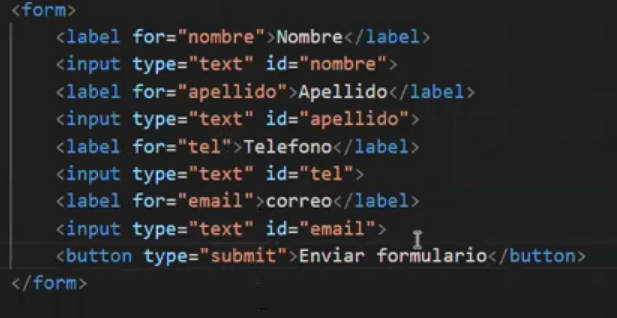 <form>
<label for="nombre">Nombre</label>
<input type="text" id="nombre">
<label for="apellido">Apellido</label>
<input type="text" id="apellido">
<label for="tel">Telefono</label>
<input type="text" id="tel">
<label for="email">correo</label>
<input type="text" id="email">
<button type="submit">Enviar formulario</button>
</form>